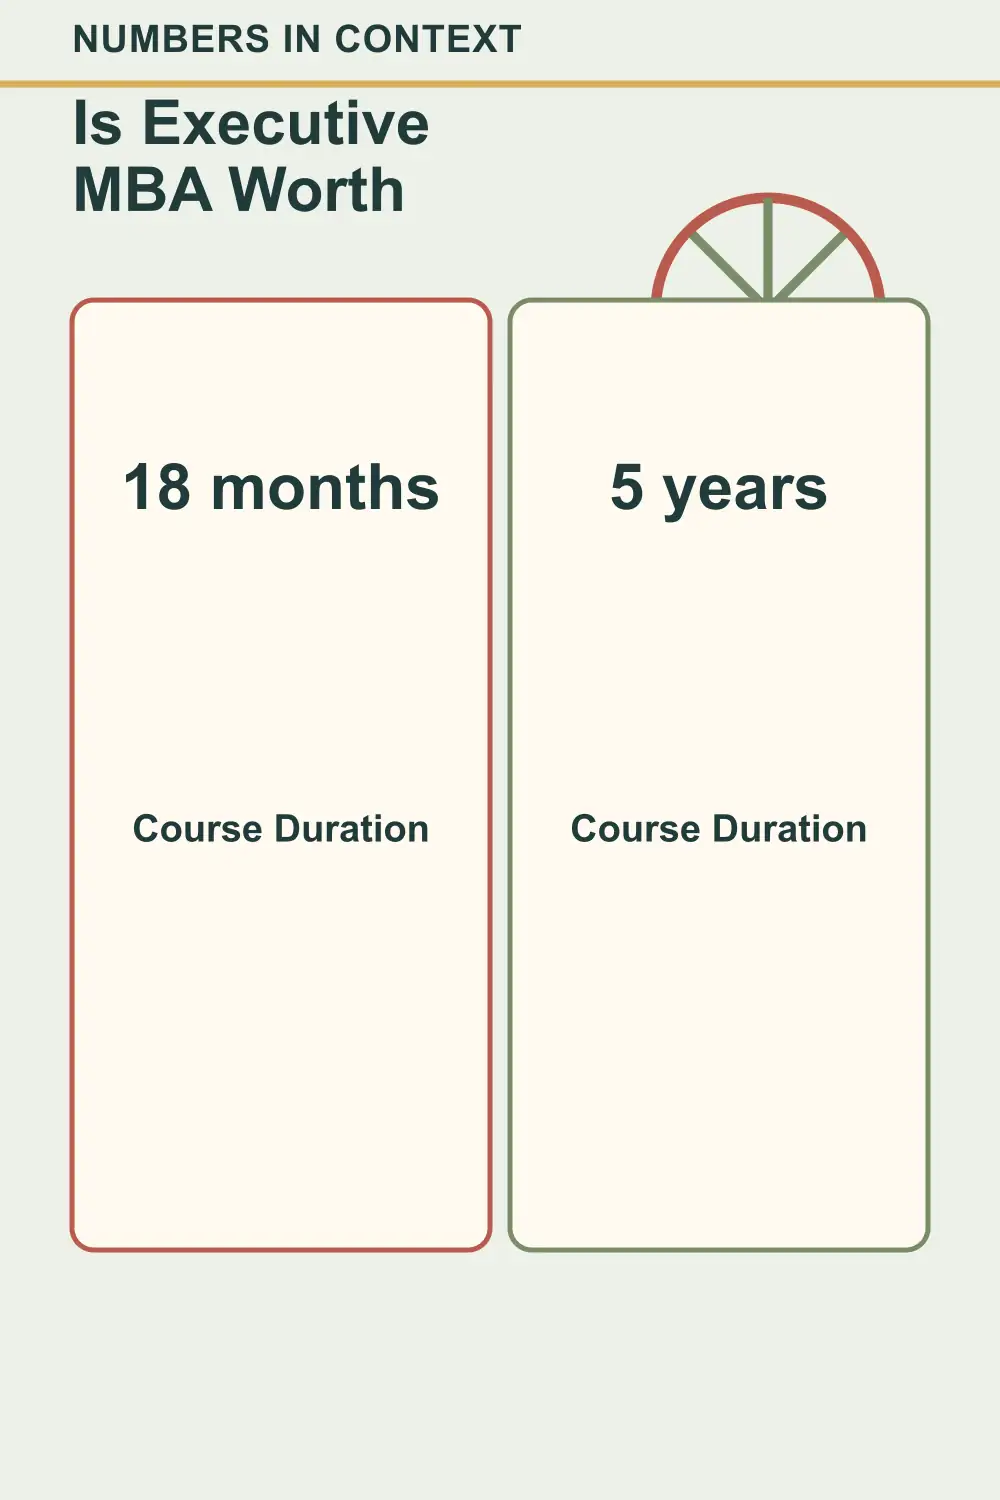 NUMBERS IN CONTEXT
Is Executive
MBA Worth
18 months
Course Duration
5 years
Course Duration